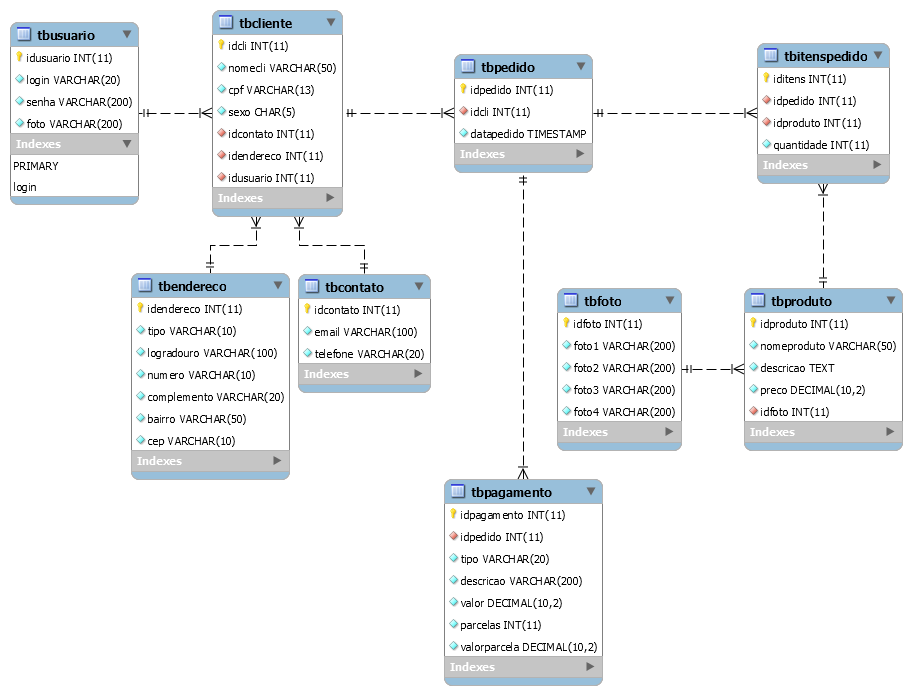 tbusuario
idusuario INT(11)
login VARCHAR(20)
senha VARCHAR(200)
foto VARCHAR(200)
Indexes
PRIMARY
login
tbcliente
idcli INT(11)
nomecli VARCHAR(50)
cpf VARCHAR(13)
sexo CHAR(5)
idcontato INT(11)
idendereco INT(11)
idusuario INT(11)
Indexes
tbpedido
idpedido INT(11)
idcli INT(11)
datapedido TIMESTAMP
Indexes
tbitenspedido
iditens INT(11)
idpedido INT(11)
idproduto INT(11)
quantidade INT(11)
Indexes
tbendereco
idendereco INT(11)
tipo VARCHAR(10)
logradouro VARCHAR(100)
numero VARCHAR(10)
complemento VARCHAR(20)
bairro VARCHAR(50)
cep VARCHAR(10)
Indexes
tbcontato
idcontato INT(11)
email VARCHAR(100)
telefone VARCHAR(20)
Indexes
tbfoto
idfoto INT(11)
foto1 VARCHAR(200)
foto2 VARCHAR(200)
foto3 VARCHAR(200)
foto4 VARCHAR(200)
Indexes
tbproduto
idproduto INT(11)
nomeproduto VARCHAR(50)
descricao TEXT
preco DECIMAL(10,2)
idfoto INT(11)
Indexes
tbpagamento
idpagamento INT(11)
idpedido INT(11)
tipo VARCHAR(20)
descricao VARCHAR(200)
valor DECIMAL(10,2)
parcelas INT(11)
valorparcela DECIMAL(10,2)
Indexes